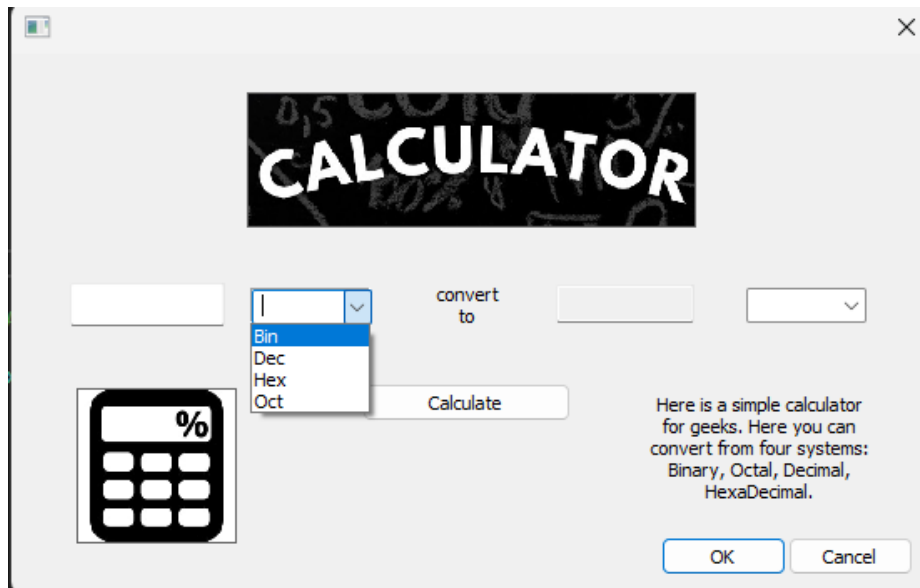 CALCULATOR
convert
to
Bin
Dec
Hex
Oct
%
Calculate
Here is a simple calculator
for geeks. Here you can
convert from four systems:
Binary, Octal, Decimal,
HexaDecimal.
OK
Cancel